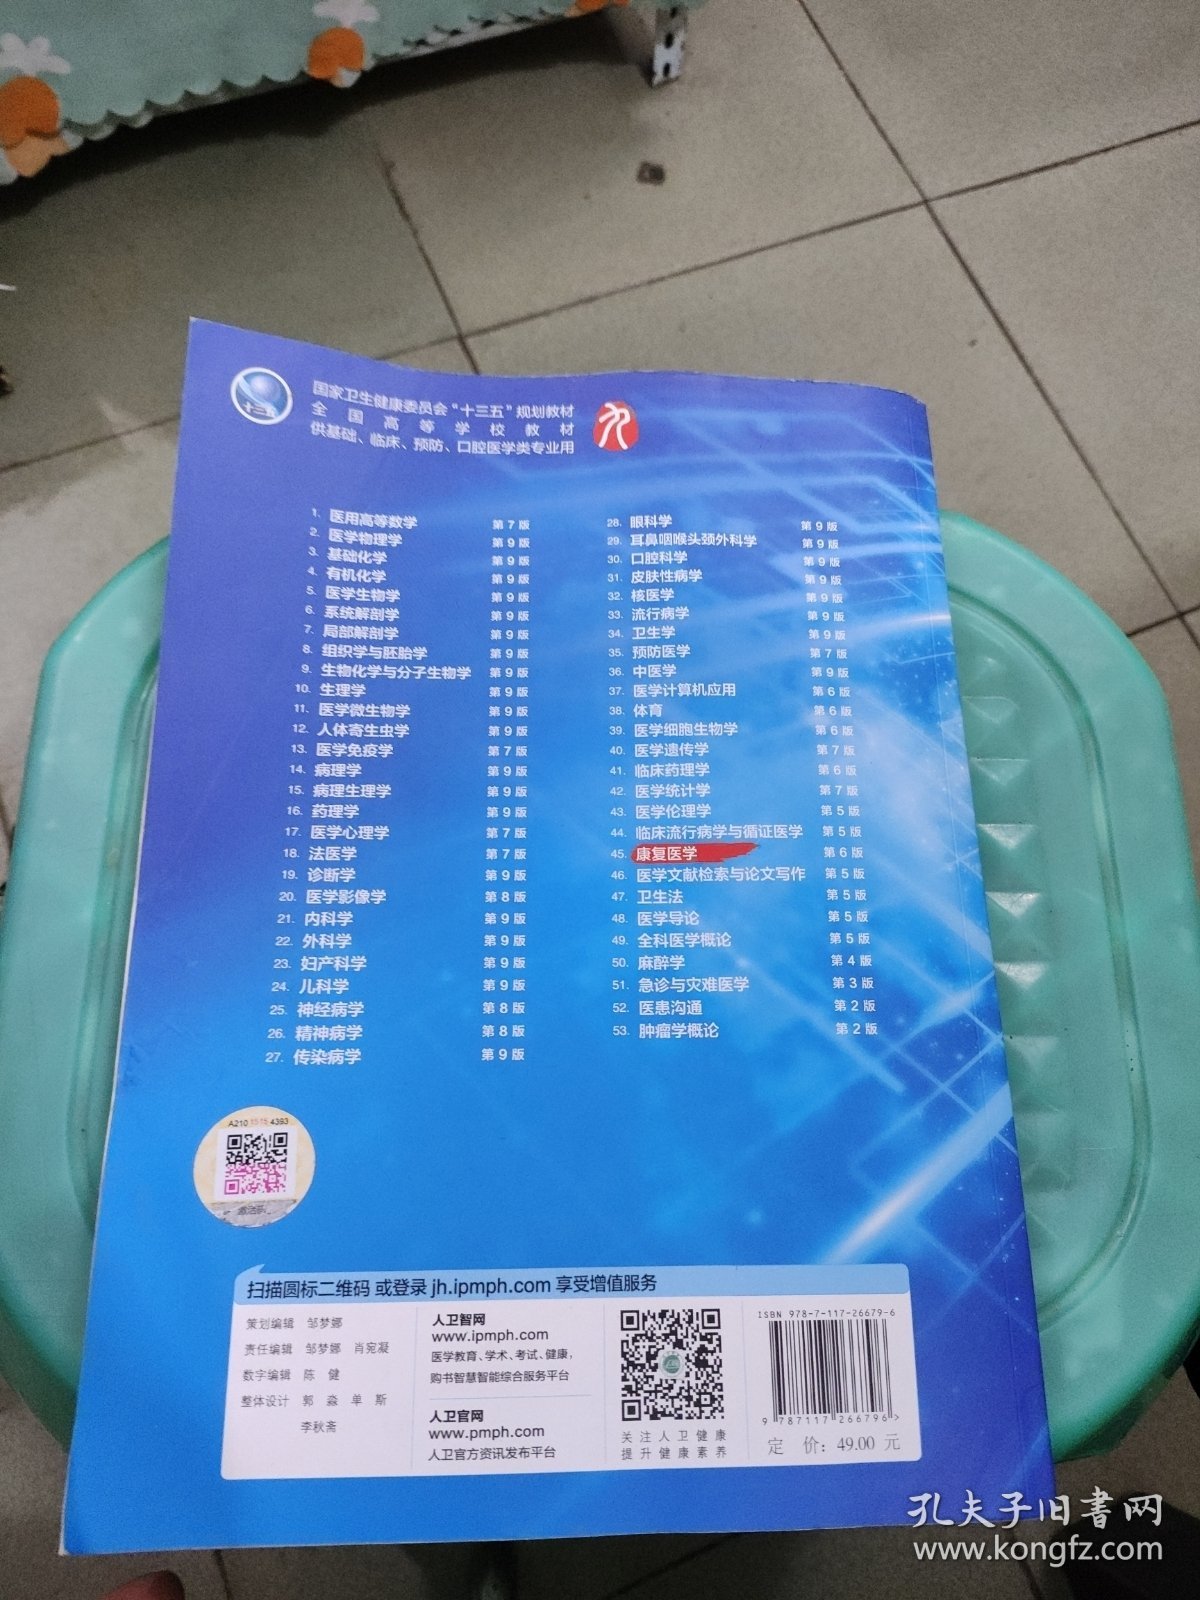 十三五
国家卫生健康委员会“十三五”规划教材
全国高等学校教材
供基础、临床、预防、口腔医学类专业用
1. 医用高等数学 第7版
2. 医学物理学 第9版
3. 基础化学 第9版
4. 有机化学 第9版
5. 医学生物学 第9版
6. 系统解剖学 第9版
7. 局部解剖学 第9版
8. 组织学与胚胎学 第9版
9. 生物化学与分子生物学 第9版
10. 生理学 第9版
11. 医学微生物学 第9版
12. 人体寄生虫学 第9版
13. 医学免疫学 第7版
14. 病理学 第9版
15. 病理生理学 第9版
16. 药理学 第9版
17. 医学心理学 第7版
18. 法医学 第7版
19. 诊断学 第9版
20. 医学影像学 第8版
21. 内科学 第9版
22. 外科学 第9版
23. 妇产科学 第9版
24. 儿科学 第9版
25. 神经病学 第8版
26. 精神病学 第8版
27. 传染病学 第9版
28. 眼科学 第9版
29. 耳鼻咽喉头颈外科学 第9版
30. 口腔科学 第9版
31. 皮肤性病学 第9版
32. 核医学 第9版
33. 流行病学 第9版
34. 卫生学 第9版
35. 预防医学 第7版
36. 中医学 第9版
37. 医学计算机应用 第6版
38. 体育 第6版
39. 医学细胞生物学 第6版
40. 医学遗传学 第7版
41. 临床药理学 第6版
42. 医学统计学 第7版
43. 医学伦理学 第5版
44. 临床流行病学与循证医学 第5版
45. 康复医学 第6版
46. 医学文献检索与论文写作 第5版
47. 卫生法 第5版
48. 医学导论 第5版
49. 全科医学概论 第5版
50. 麻醉学 第4版
51. 急诊与灾难医学 第3版
52. 医患沟通 第2版
53. 肿瘤学概论 第2版
A210 1515 4393
激活码
扫描圆标二维码 或登录 jh.ipmph.com 享受增值服务
策划编辑 邹梦娜
责任编辑 邹梦娜 肖宛凝
数字编辑 陈健
整体设计 郭淼 单斯
李秋斋
人卫智网
www.ipmph.com
医学教育、学术、考试、健康，
购书智慧智能综合服务平台
人卫官网
www.pmph.com
人卫官方资讯发布平台
关注人卫健康
提升健康素养
ISBN 978-7-117-26679-6
9 787117 266796 >
定 价：49.00 元
孔夫子旧书网
www.kongfz.com